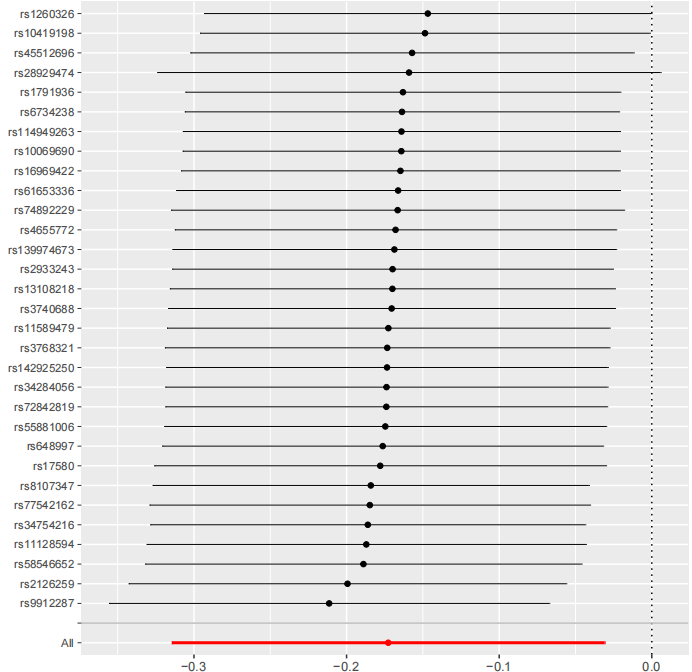 rs1260326
rs10419198
rs45512696
rs28929474
rs1791936
rs6734238
rs114949263
rs10069690
rs16969422
rs61653336
rs74892229
rs4655772
rs139974673
rs2933243
rs13108218
rs3740688
rs11589479
rs3768321
rs142925250
rs34284056
rs72842819
rs55881006
rs648997
rs17580
rs8107347
rs77542162
rs34754216
rs11128594
rs58546652
rs2126259
rs9912287
All
−0.3 −0.2 −0.1 0.0